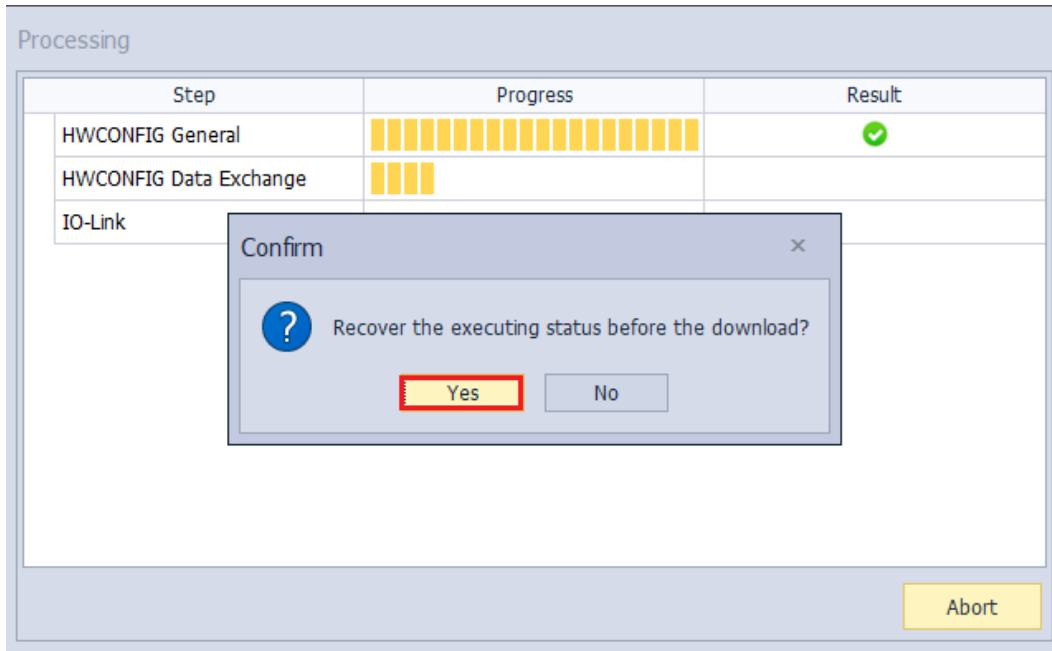 Processing
Step Progress Result
HWCONFIG General
HWCONFIG Data Exchange
IO-Link
Confirm
Recover the executing status before the download?
Yes No
Abort